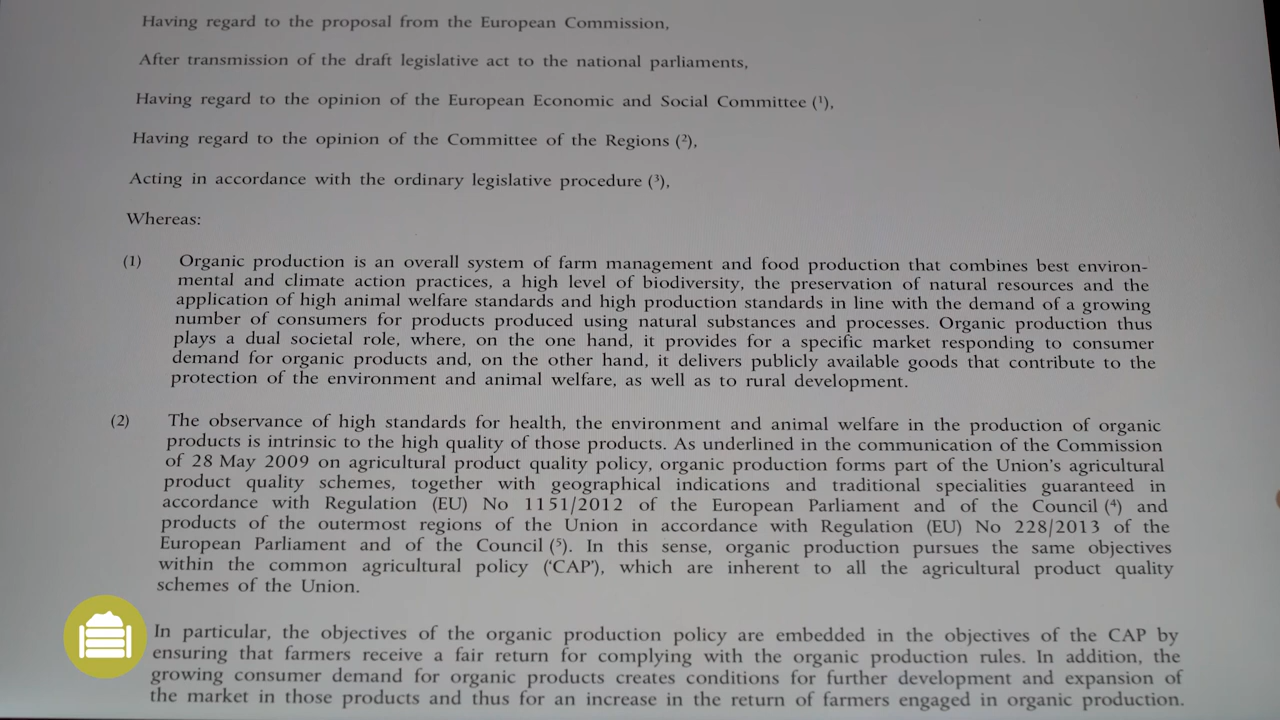 Having regard to the proposal from the European Commission,
After transmission of the draft legislative act to the national parliaments,
Having regard to the opinion of the European Economic and Social Committee (¹),
Having regard to the opinion of the Committee of the Regions (²),
Acting in accordance with the ordinary legislative procedure (³),
Whereas:
(1) Organic production is an overall system of farm management and food production that combines best environ-
mental and climate action practices, a high level of biodiversity, the preservation of natural resources and the
application of high animal welfare standards and high production standards in line with the demand of a growing
number of consumers for products produced using natural substances and processes. Organic production thus
plays a dual societal role, where, on the one hand, it provides for a specific market responding to consumer
demand for organic products and, on the other hand, it delivers publicly available goods that contribute to the
protection of the environment and animal welfare, as well as to rural development.
(2) The observance of high standards for health, the environment and animal welfare in the production of organic
products is intrinsic to the high quality of those products. As underlined in the communication of the Commission
of 28 May 2009 on agricultural product quality policy, organic production forms part of the Union's agricultural
product quality schemes, together with geographical indications and traditional specialities guaranteed in
accordance with Regulation (EU) No 1151/2012 of the European Parliament and of the Council (⁴) and
products of the outermost regions of the Union in accordance with Regulation (EU) No 228/2013 of the
European Parliament and of the Council (⁵). In this sense, organic production pursues the same objectives
within the common agricultural policy ('CAP'), which are inherent to all the agricultural product quality
schemes of the Union.
In particular, the objectives of the organic production policy are embedded in the objectives of the CAP by
ensuring that farmers receive a fair return for complying with the organic production rules. In addition, the
growing consumer demand for organic products creates conditions for further development and expansion of
the market in those products and thus for an increase in the return of farmers engaged in organic production.